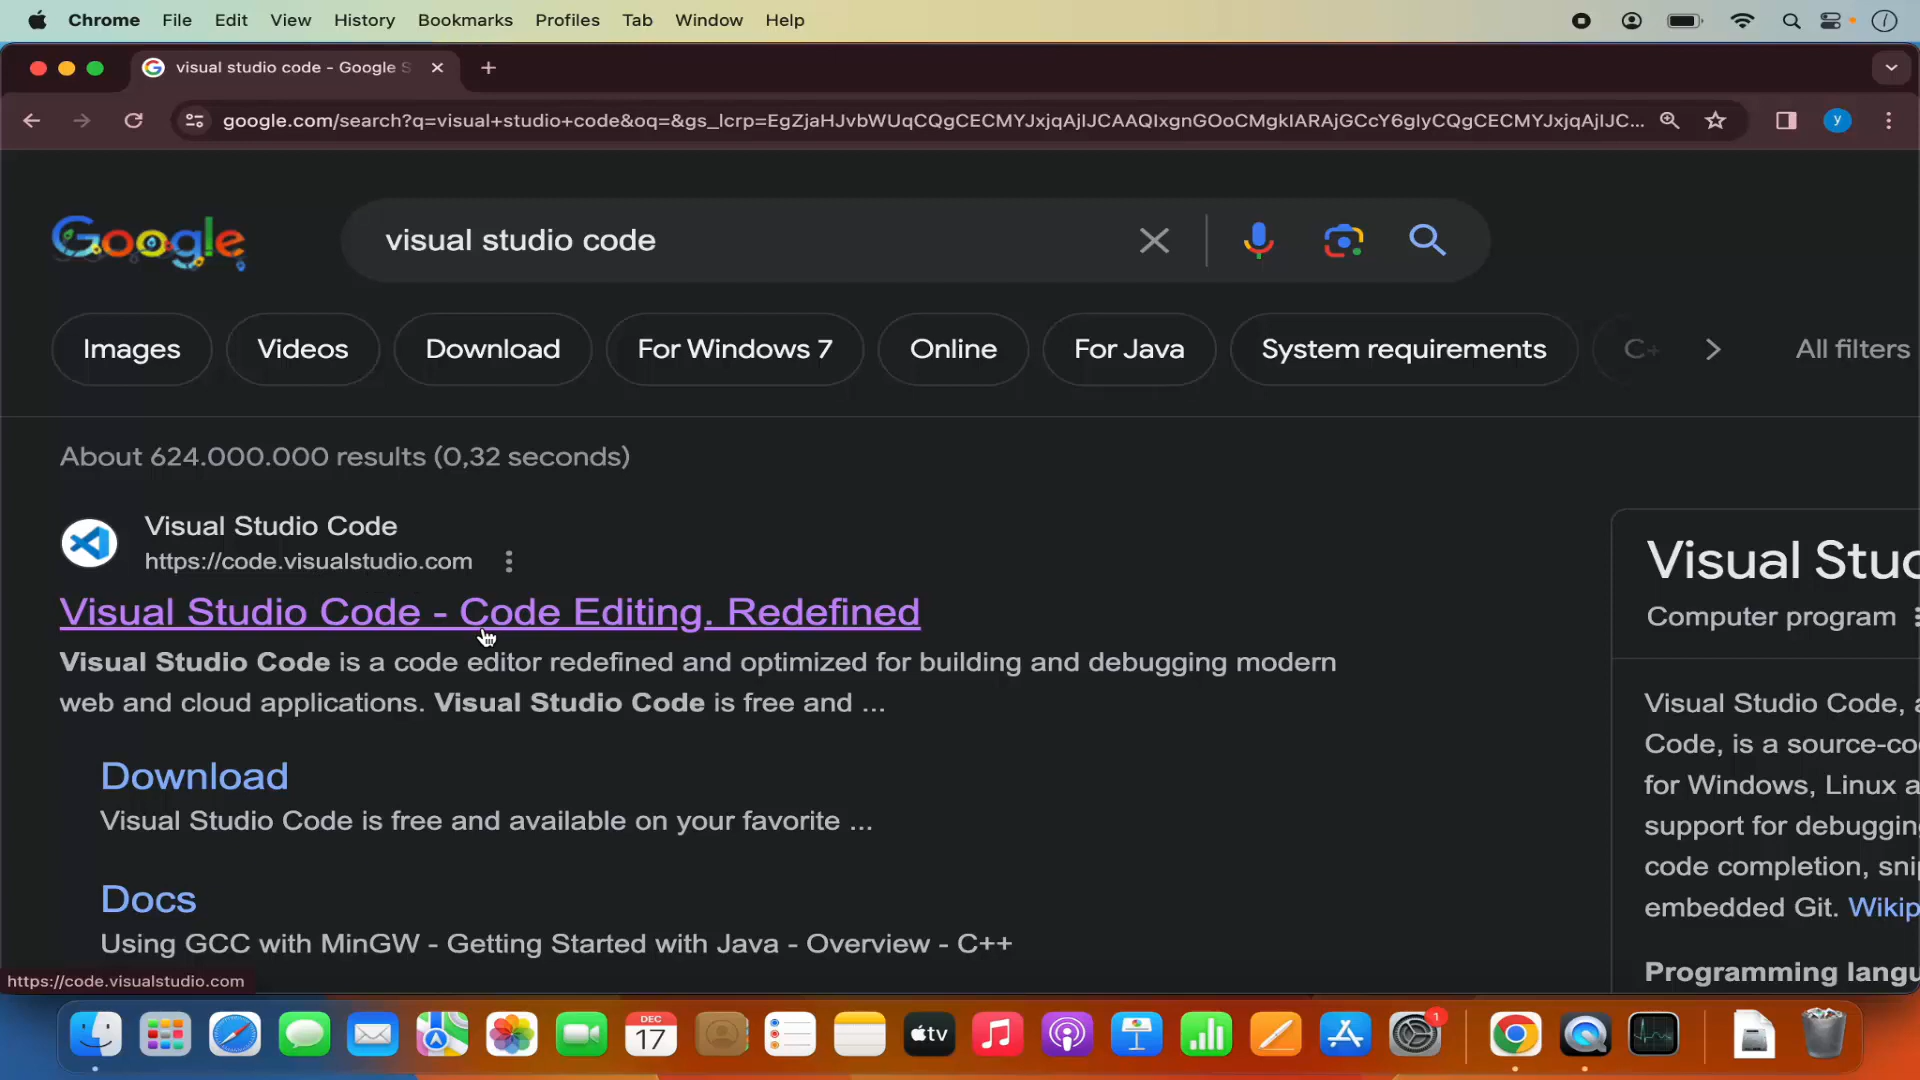 Chrome File Edit View History Bookmarks Profiles Tab Window Help
visual studio code - Google S
google.com/search?q=visual+studio+code&oq=&gs_lcrp=EgZjaHJvbWUqCQgCECMYJxjqAjIJCAAQIxgnGOoCMgkIARAjGCcY6gIyCQgCECMYJxjqAjIJC... y
Google
visual studio code
Images Videos Download For Windows 7 Online For Java System requirements C+ All filters
About 624.000.000 results (0,32 seconds)
Visual Studio Code
https://code.visualstudio.com
Visual Studio Code - Code Editing. Redefined
Visual Studio Code is a code editor redefined and optimized for building and debugging modern
web and cloud applications. Visual Studio Code is free and ...
Download
Visual Studio Code is free and available on your favorite ...
Docs
Using GCC with MinGW - Getting Started with Java - Overview - C++
Visual Stu
Computer program
Visual Studio Code, a
Code, is a source-co
for Windows, Linux a
support for debugging
code completion, sni
embedded Git. Wikip
Programming langu
https://code.visualstudio.com
DEC
17
tv
1